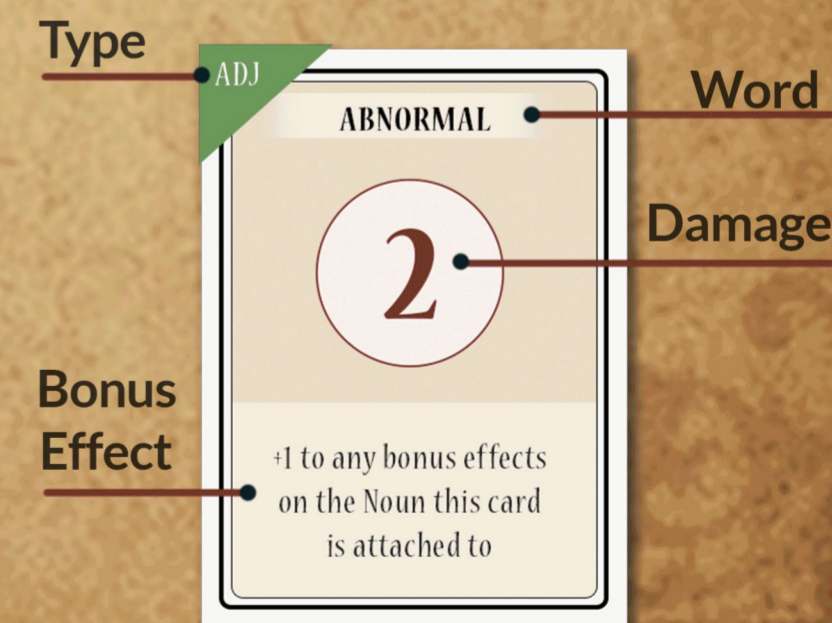 Type
ADJ
Word
ABNORMAL
Damage
2
Bonus
Effect
+1 to any bonus effects
on the Noun this card
is attached to